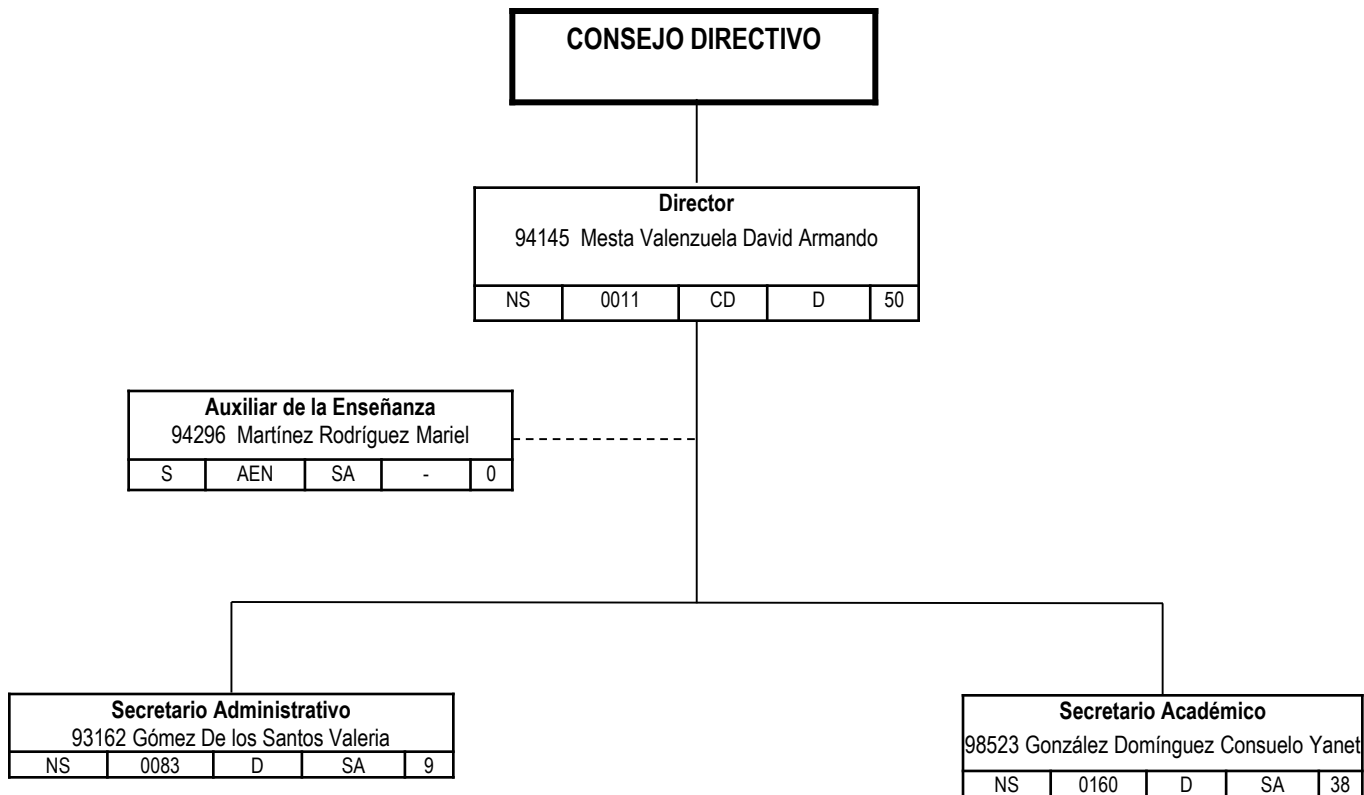 CONSEJO DIRECTIVO
Director
94145 Mesta Valenzuela David Armando
NS 0011 CD D 50
Auxiliar de la Enseñanza
94296 Martínez Rodríguez Mariel
S AEN SA - 0
Secretario Administrativo
93162 Gómez De los Santos Valeria
NS 0083 D SA 9
Secretario Académico
98523 González Domínguez Consuelo Yanet
NS 0160 D SA 38